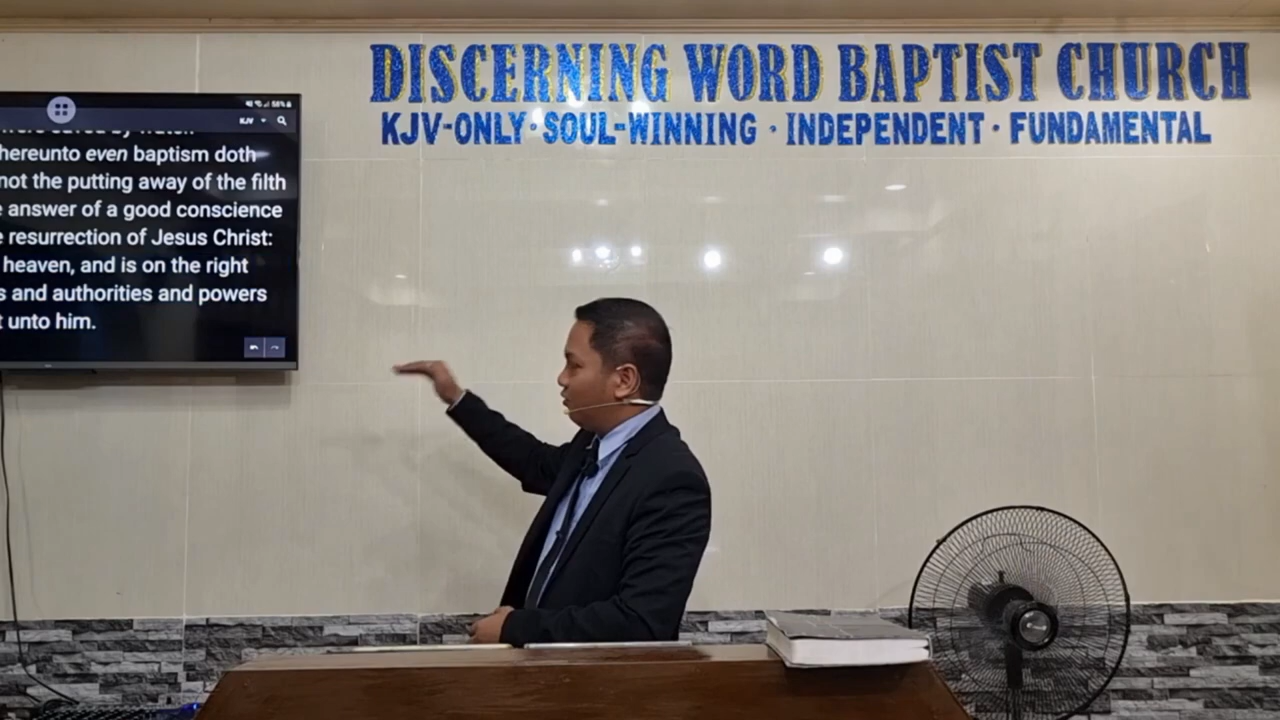 58%
KJV
hereunto even baptism doth
not the putting away of the filth
answer of a good conscience
resurrection of Jesus Christ:
heaven, and is on the right
and authorities and powers
unto him.
DISCERNING WORD BAPTIST CHURCH
KJV-ONLY · SOUL-WINNING · INDEPENDENT · FUNDAMENTAL